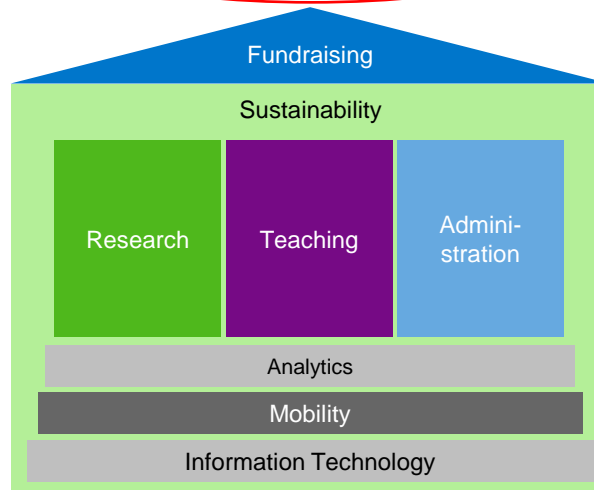 Fundraising
Sustainability
Research
Teaching
Admini-
stration
Analytics
Mobility
Information Technology